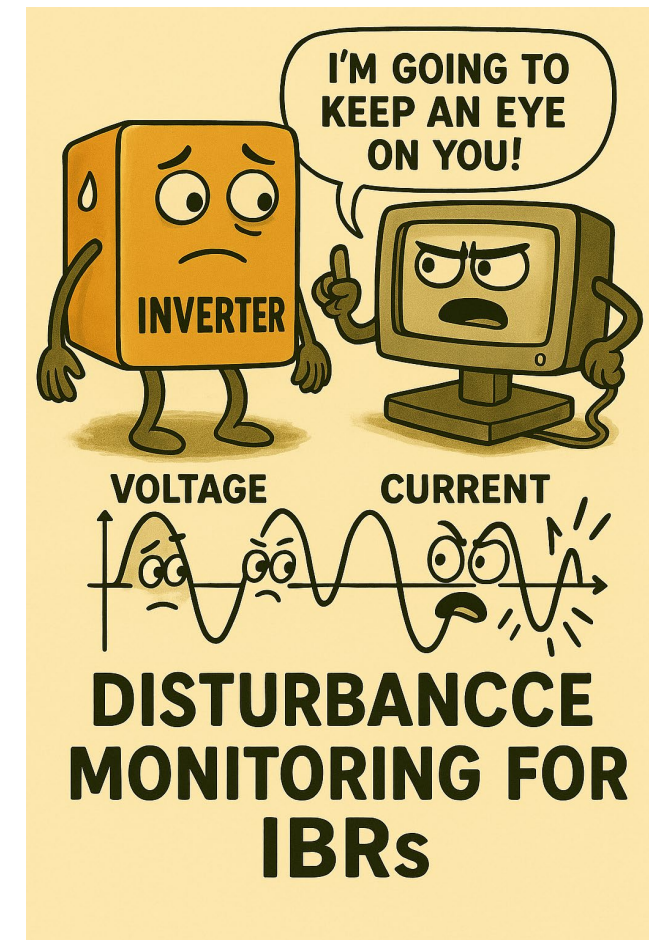 I'M GOING TO
KEEP AN EYE
ON YOU!
INVERTER
VOLTAGE
CURRENT
DISTURBANCCE
MONITORING FOR
IBRs